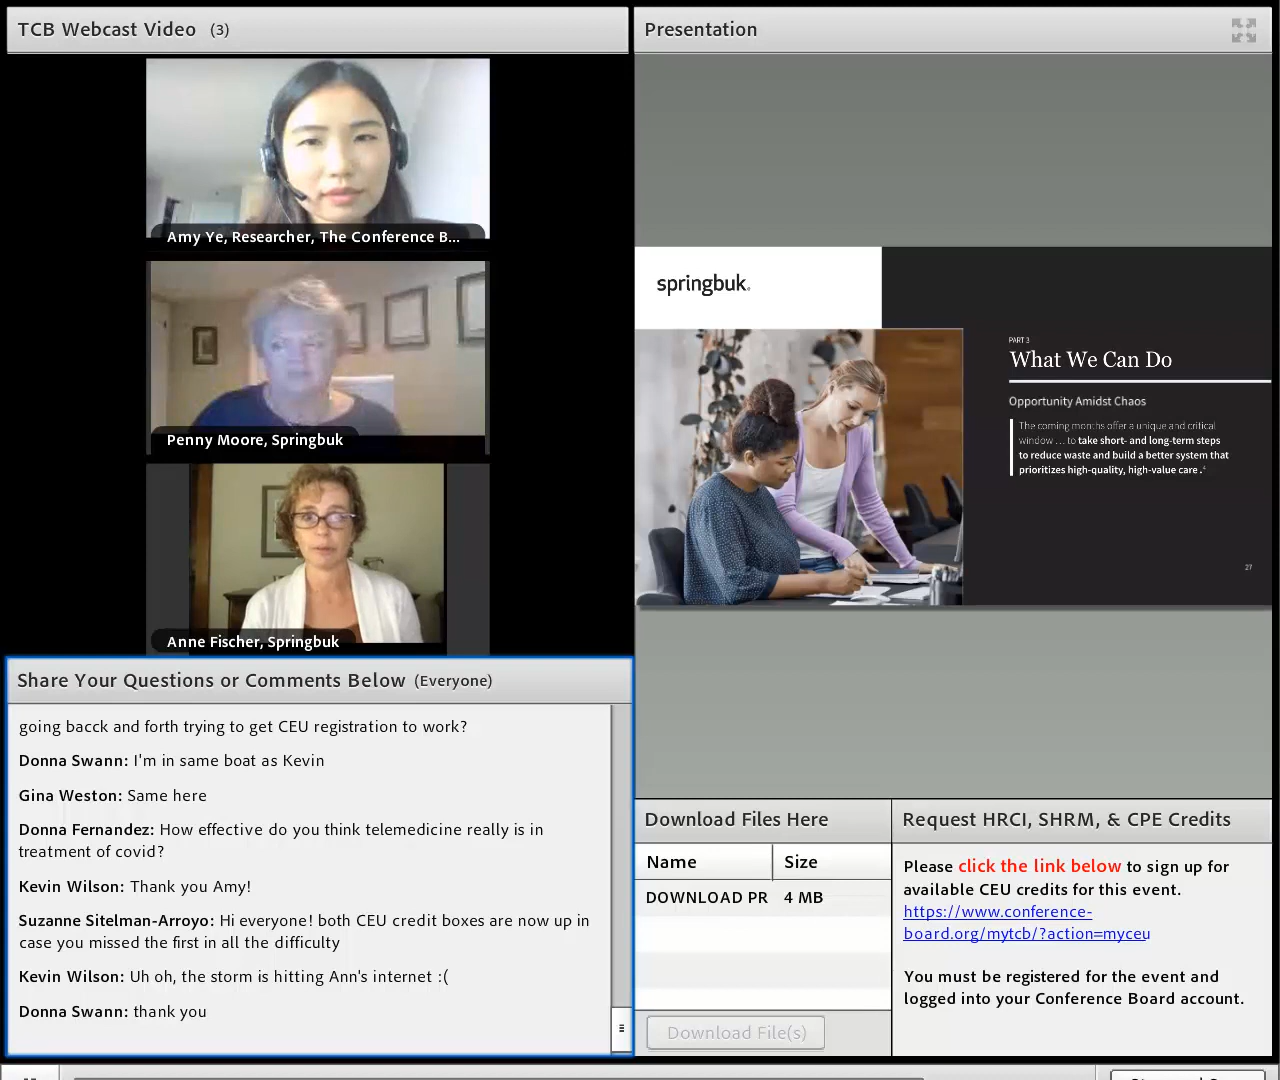 TCB Webcast Video (3)
Amy Ye, Researcher, The Conference B...
Penny Moore, Springbuk
Anne Fischer, Springbuk
Share Your Questions or Comments Below (Everyone)
going bacck and forth trying to get CEU registration to work?
Donna Swann: I'm in same boat as Kevin
Gina Weston: Same here
Donna Fernandez: How effective do you think telemedicine really is in
treatment of covid?
Kevin Wilson: Thank you Amy!
Suzanne Sitelman-Arroyo: Hi everyone! both CEU credit boxes are now up in
case you missed the first in all the difficulty
Kevin Wilson: Uh oh, the storm is hitting Ann's internet :(
Donna Swann: thank you
Presentation
springbuk.
PART 3
What We Can Do
Opportunity Amidst Chaos
The coming months offer a unique and critical
window ... to take short- and long-term steps
to reduce waste and build a better system that
prioritizes high-quality, high-value care .⁴
27
Download Files Here
Name Size
DOWNLOAD PR 4 MB
Download File(s)
Request HRCI, SHRM, & CPE Credits
Please click the link below to sign up for
available CEU credits for this event.
https://www.conference-
board.org/mytcb/?action=myceu
You must be registered for the event and
logged into your Conference Board account.